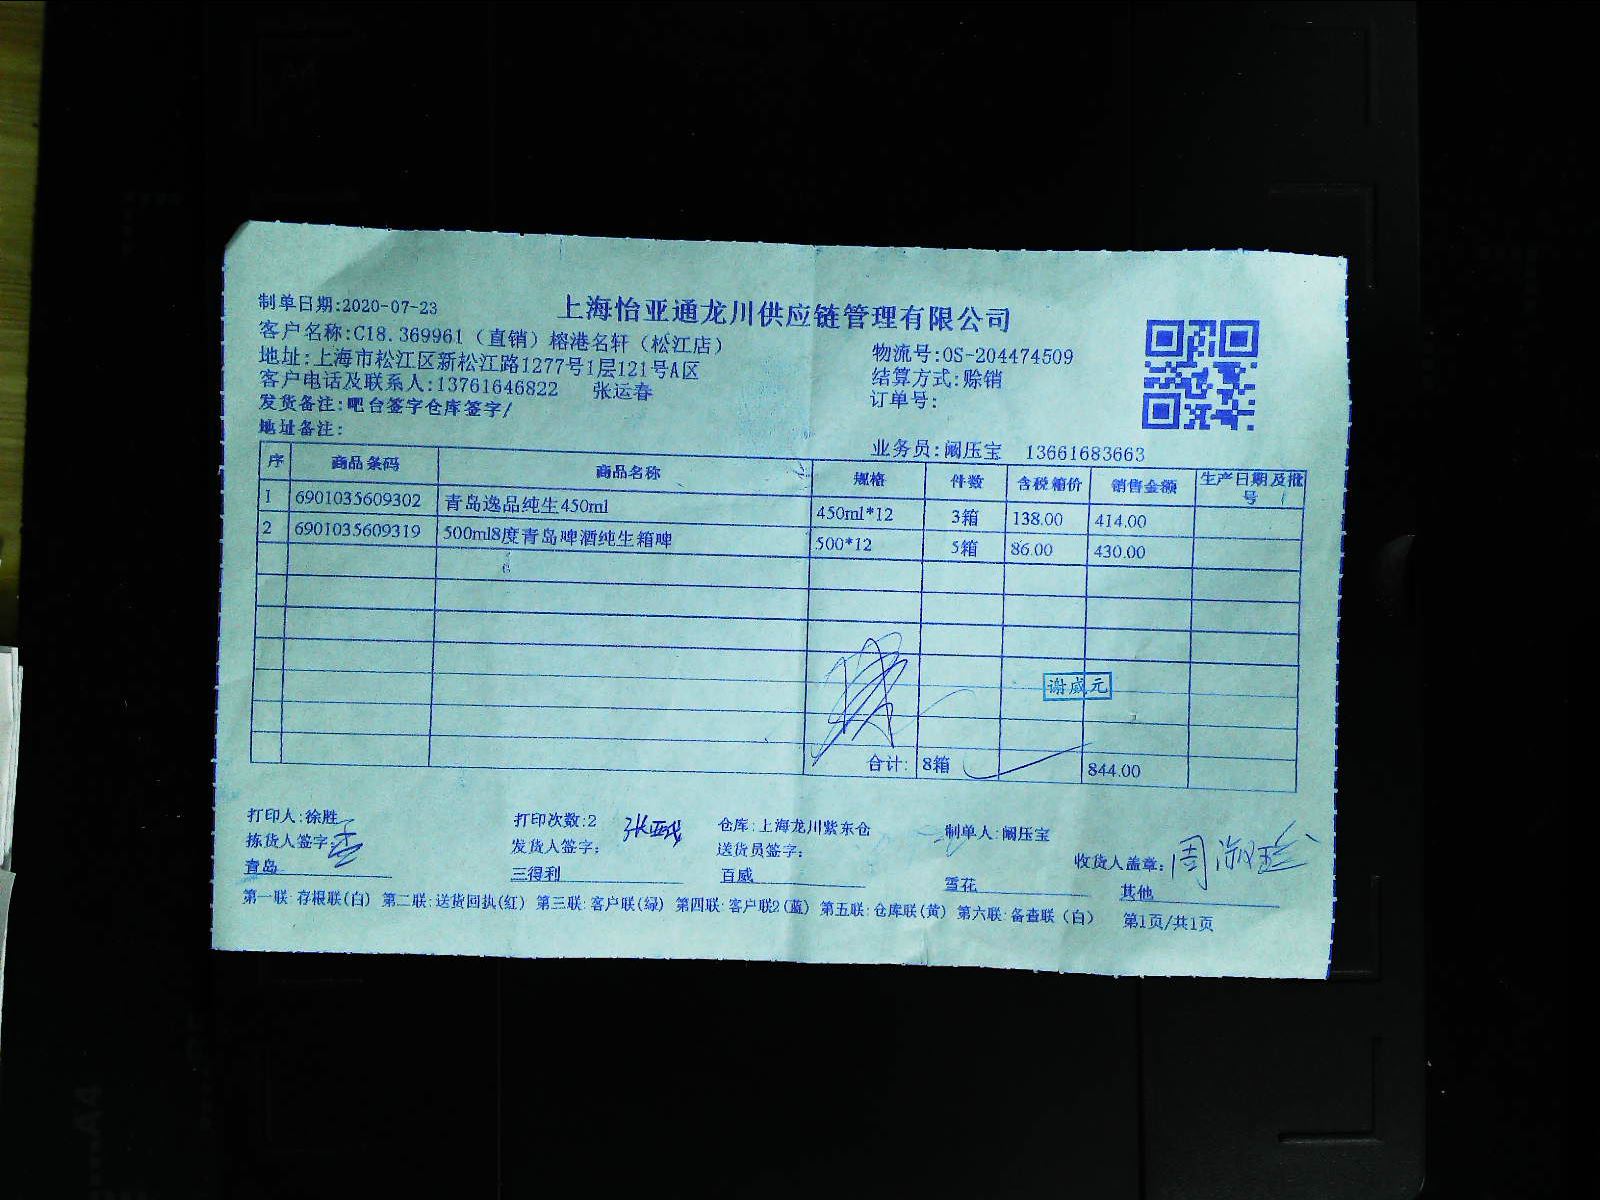 制单日期:2020-07-23
上海怡亚通龙川供应链管理有限公司
客户名称:C18.369961（直销）榕港名轩（松江店）
物流号:OS-204474509
地址:上海市松江区新松江路1277号1层121号A区
结算方式:赊销
客户电话及联系人:13761646822 张运春
订单号:
发货备注:吧台签字仓库签字/
地址备注:
业务员:阚压宝 13661683663
序 商品条码 商品名称 规格 件数 含税箱价 销售金额 生产日期及批号
1 6901035609302 青岛逸品纯生450ml 450ml*12 3箱 138.00 414.00
2 6901035609319 500ml8度青岛啤酒纯生箱啤 500*12 5箱 86.00 430.00
谢威元
合计: 8箱 844.00
打印人:徐胜 打印次数:2 仓库:上海龙川紫东仓 制单人:阚压宝
拣货人签字: 发货人签字: 送货员签字: 收货人盖章:
青岛 三得利 百威 雪花 其他
第一联:存根联(白) 第二联:送货回执(红) 第三联:客户联(绿) 第四联:客户联2(蓝) 第五联:仓库联(黄) 第六联:备查联（白） 第1页/共1页